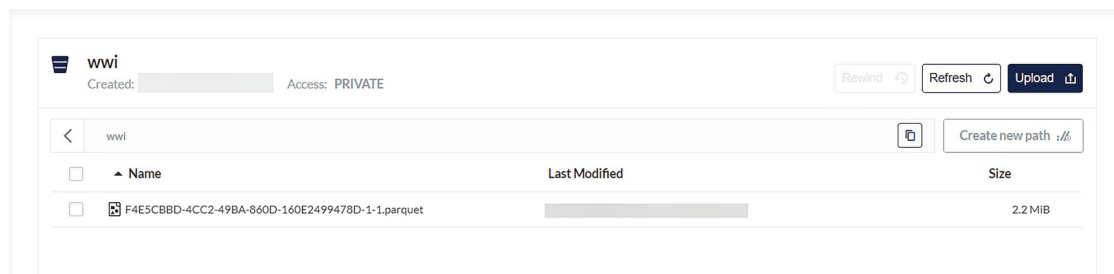 wwi
Created: Access: PRIVATE
Rewind
Refresh
Upload
wwi
Create new path
Name Last Modified Size
F4E5CBBD-4CC2-49BA-860D-160E2499478D-1-1.parquet 2.2 MiB